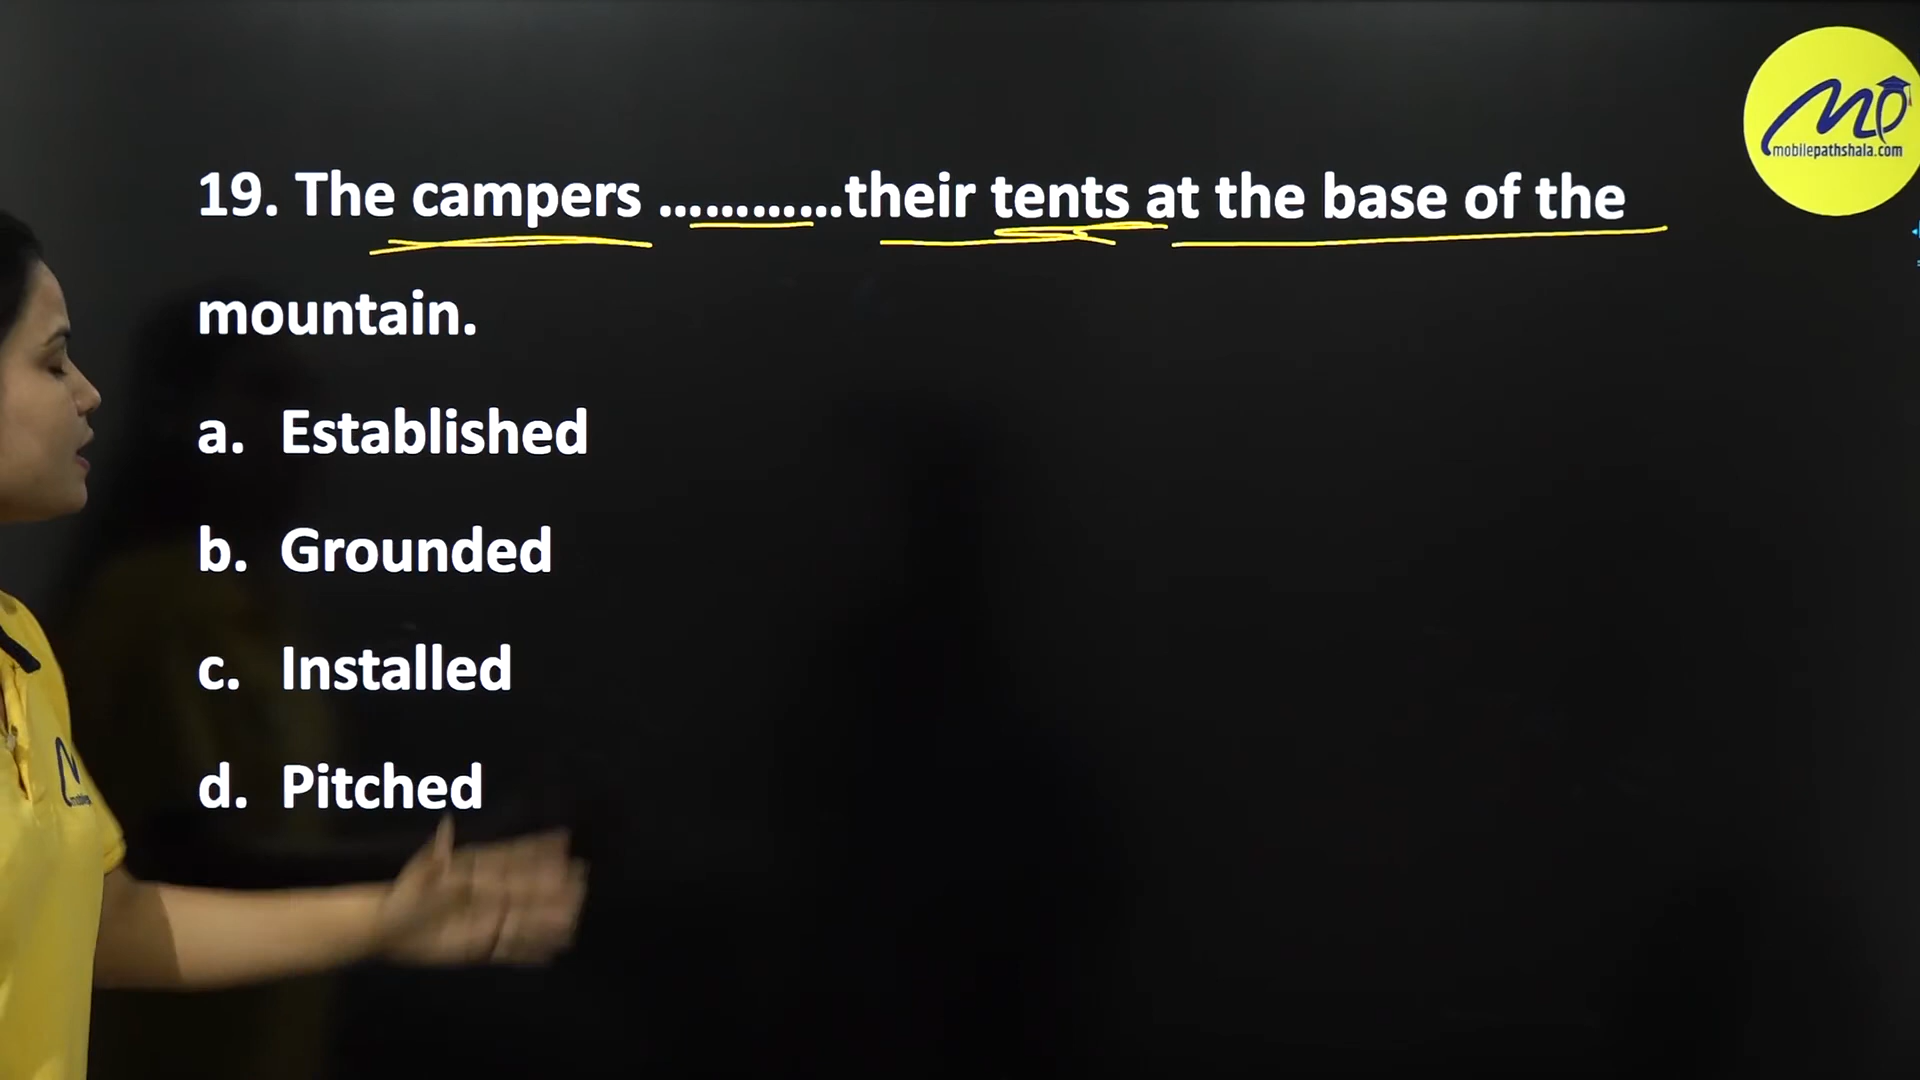 mobilepathshala.com
19. The campers ............their tents at the base of the
mountain.
a. Established
b. Grounded
c. Installed
d. Pitched